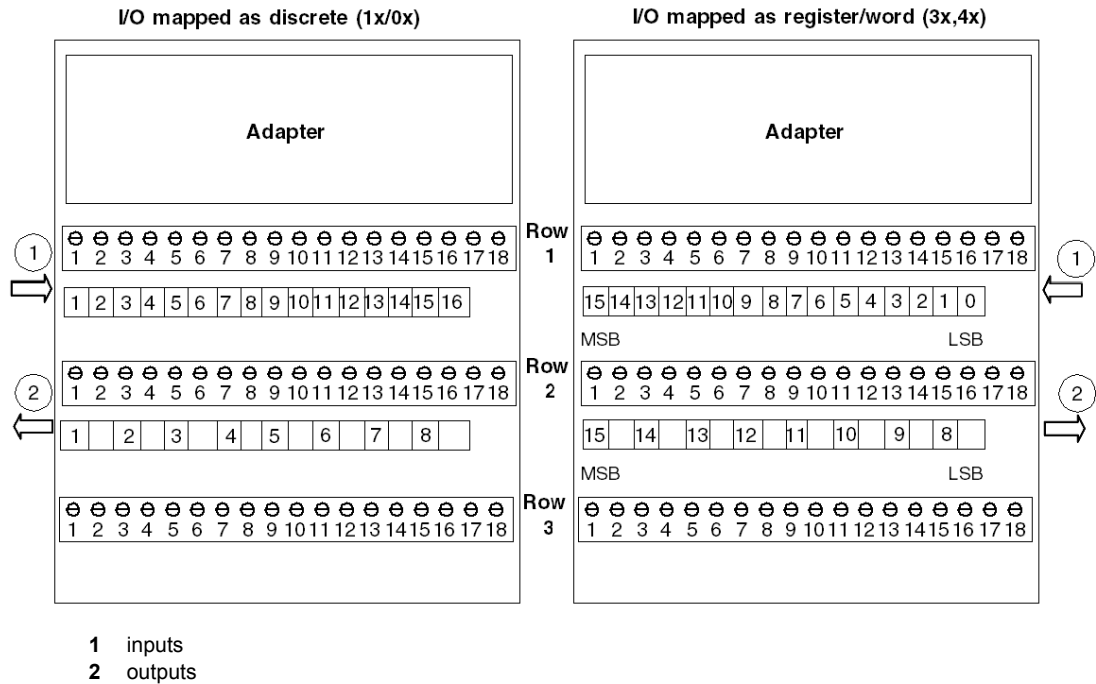 I/O mapped as discrete (1x/0x)
I/O mapped as register/word (3x,4x)
Adapter
Adapter
Row 1
1 2 3 4 5 6 7 8 9 10 11 12 13 14 15 16 17 18
1 2 3 4 5 6 7 8 9 10 11 12 13 14 15 16 17 18
1
1
1 2 3 4 5 6 7 8 9 10 11 12 13 14 15 16
15 14 13 12 11 10 9 8 7 6 5 4 3 2 1 0
MSB LSB
Row 2
1 2 3 4 5 6 7 8 9 10 11 12 13 14 15 16 17 18
1 2 3 4 5 6 7 8 9 10 11 12 13 14 15 16 17 18
2
2
1 2 3 4 5 6 7 8
15 14 13 12 11 10 9 8
MSB LSB
Row 3
1 2 3 4 5 6 7 8 9 10 11 12 13 14 15 16 17 18
1 2 3 4 5 6 7 8 9 10 11 12 13 14 15 16 17 18
1 inputs
2 outputs